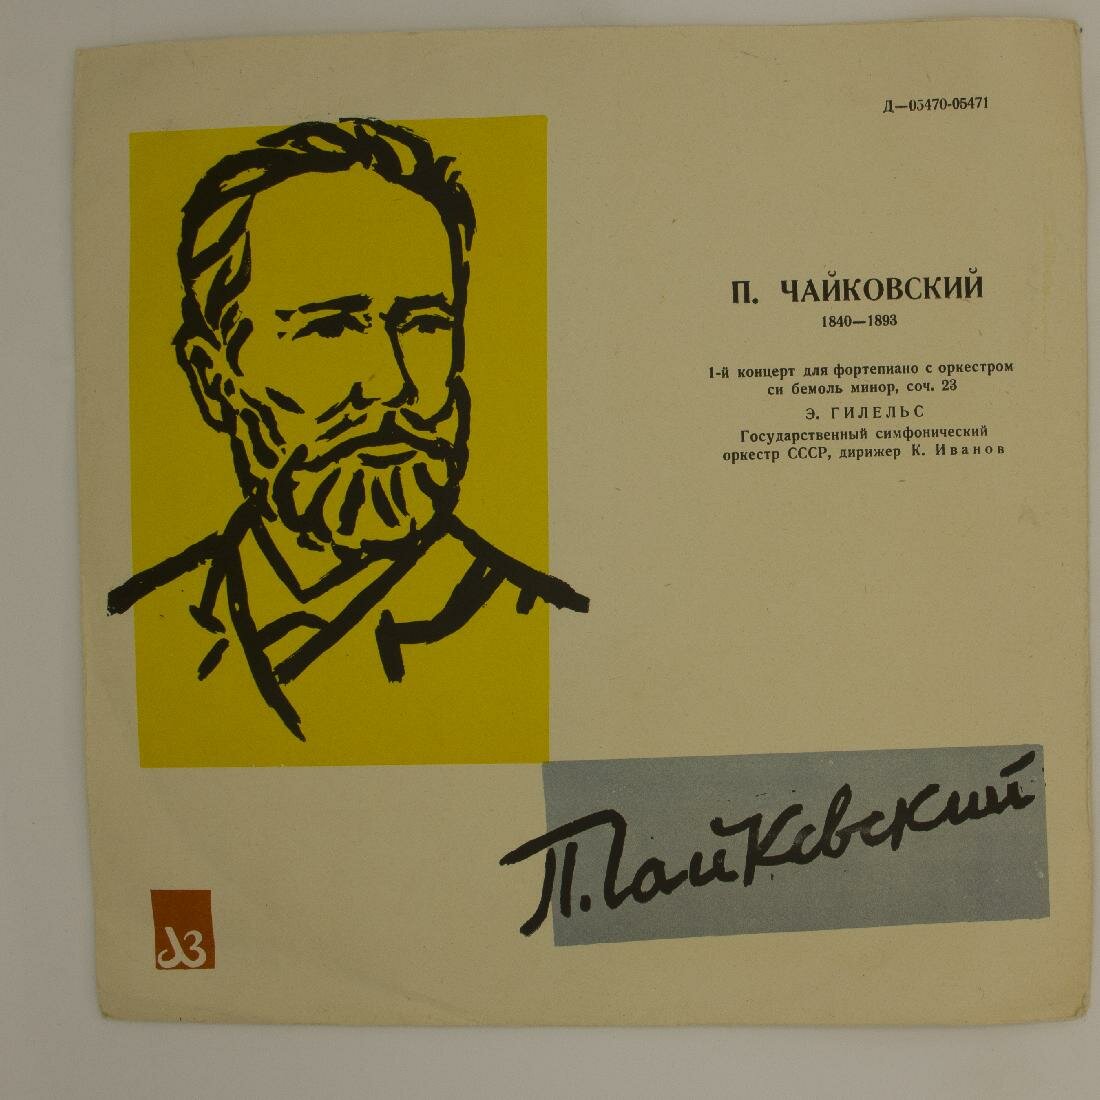 Д—05470-05471
П. ЧАЙКОВСКИЙ
1840—1893
1-й концерт для фортепиано с оркестром
си бемоль минор, соч. 23
Э. ГИЛЕЛЬС
Государственный симфонический
оркестр СССР, дирижер К. Иванов
П. Чайковский
ЛЗ